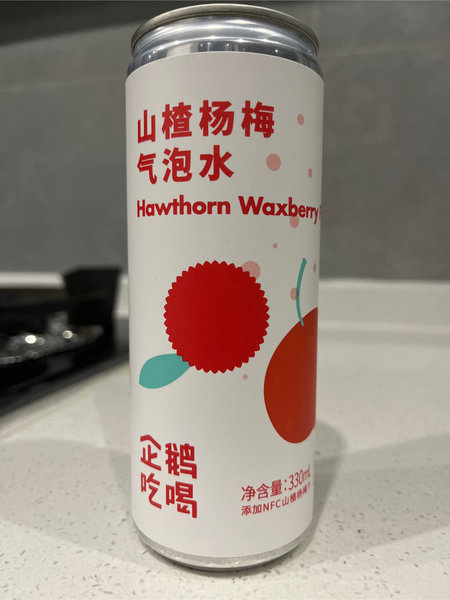 山楂杨梅
气泡水
Hawthorn Waxberry
企鹅
吃喝
净含量：330mL
添加NFC山楂杨梅汁